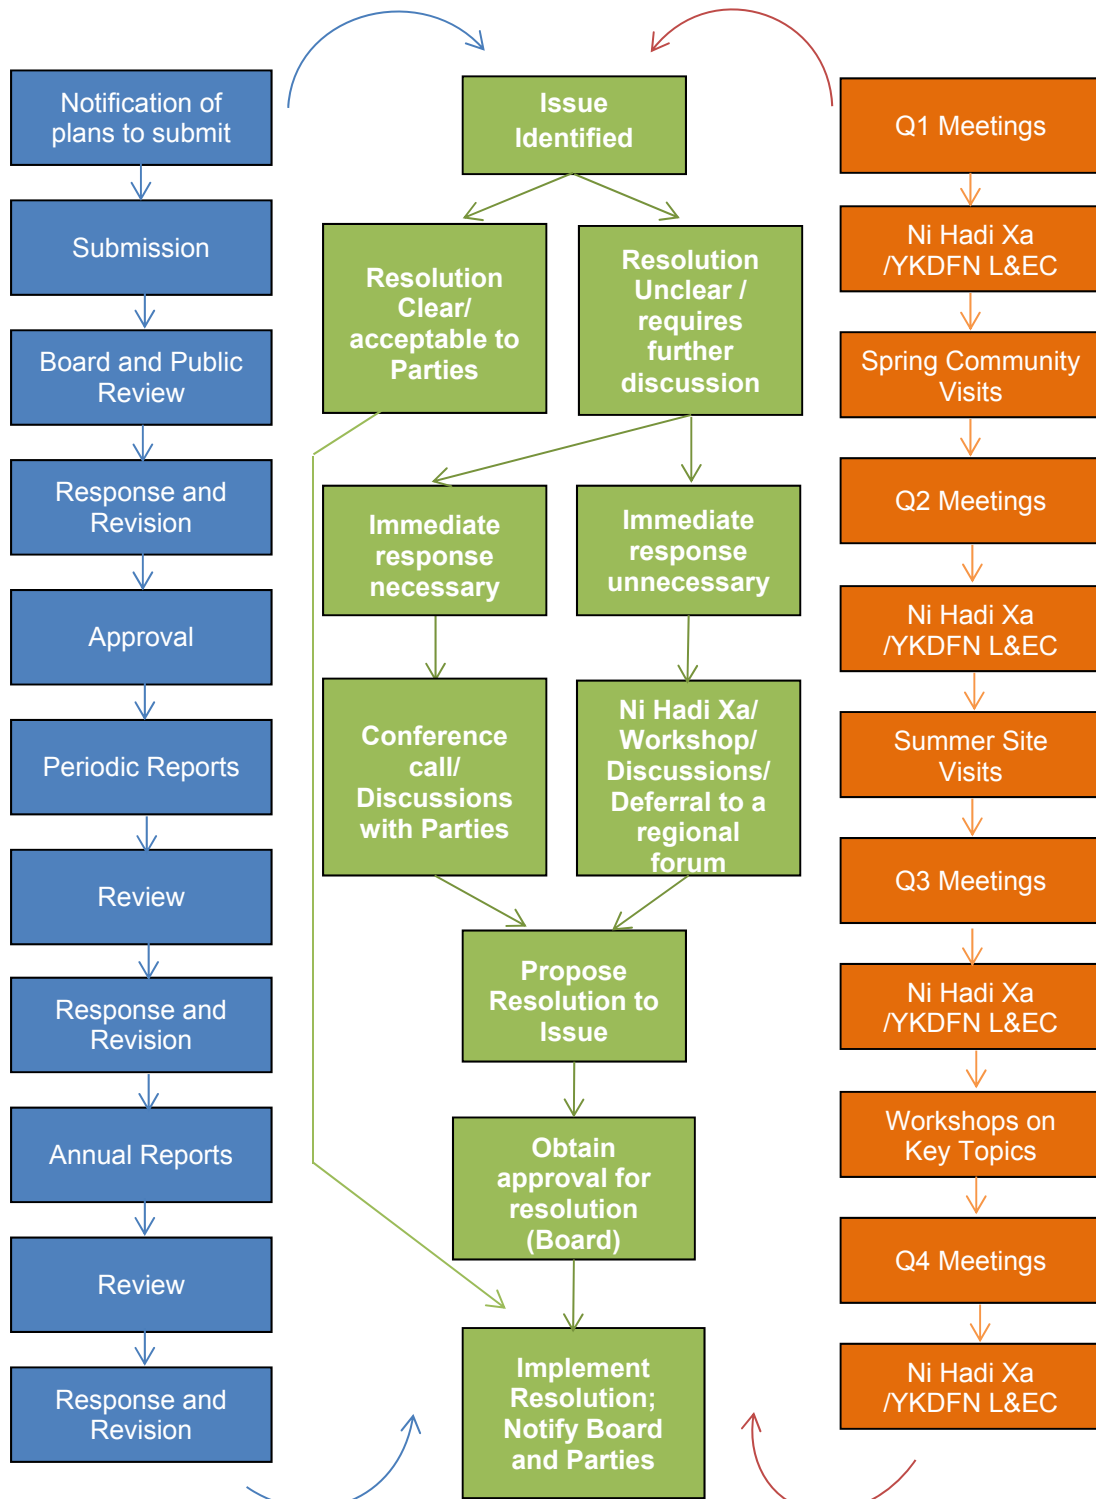 Notification of
plans to submit
Submission
Board and Public
Review
Response and
Revision
Approval
Periodic Reports
Review
Response and
Revision
Annual Reports
Review
Response and
Revision
Issue
Identified
Resolution
Clear/
acceptable to
Parties
Resolution
Unclear /
requires
further
discussion
Immediate
response
necessary
Immediate
response
unnecessary
Conference
call/
Discussions
with Parties
Ni Hadi Xa/
Workshop/
Discussions/
Deferral to a
regional
forum
Propose
Resolution to
Issue
Obtain
approval for
resolution
(Board)
Implement
Resolution;
Notify Board
and Parties
Q1 Meetings
Ni Hadi Xa
/YKDFN L&EC
Spring Community
Visits
Q2 Meetings
Ni Hadi Xa
/YKDFN L&EC
Summer Site
Visits
Q3 Meetings
Ni Hadi Xa
/YKDFN L&EC
Workshops on
Key Topics
Q4 Meetings
Ni Hadi Xa
/YKDFN L&EC